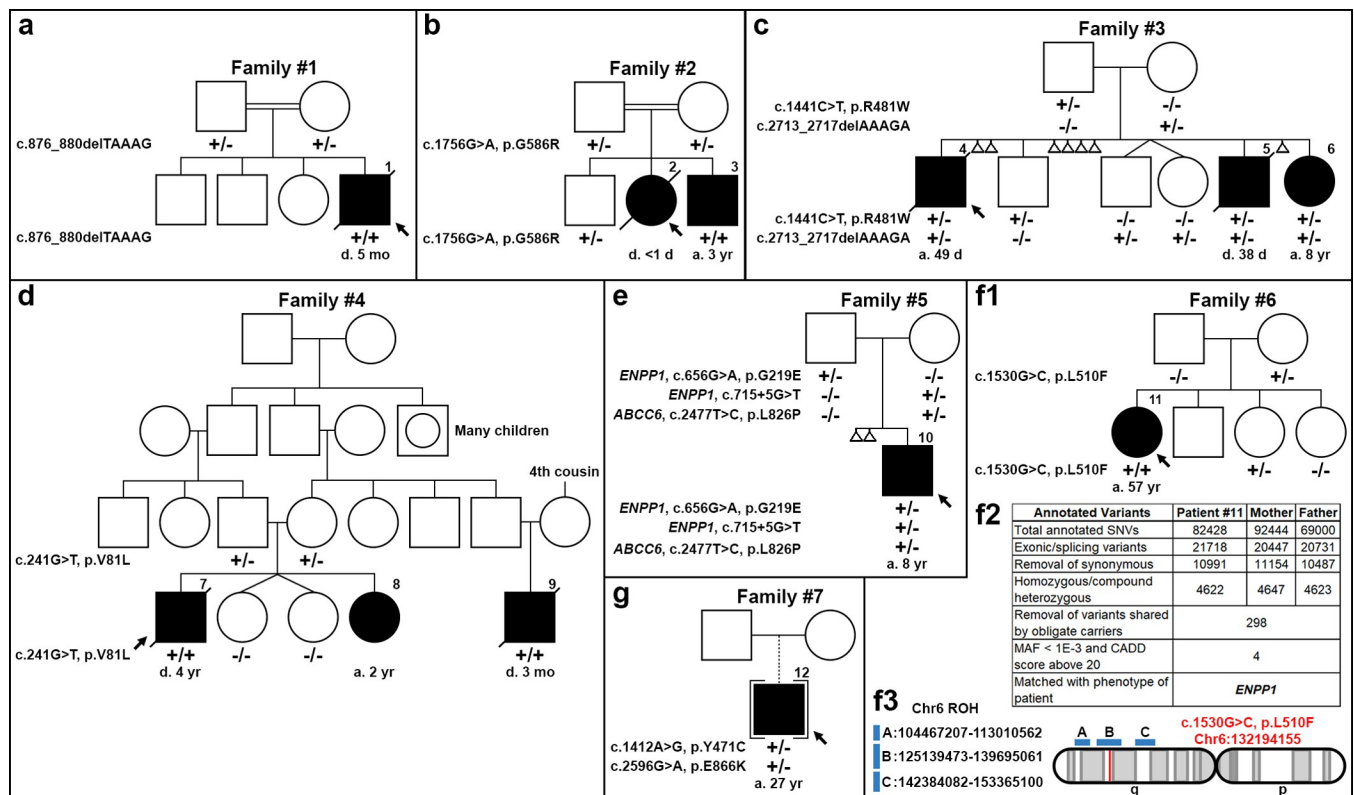 a
Family #1
c.876_880delTAAAG
+/- +/-
1
c.876_880delTAAAG
+/+
d. 5 mo
b
Family #2
c.1756G>A, p.G586R
+/- +/-
2 3
c.1756G>A, p.G586R
+/- +/+
d. <1 d a. 3 yr
c
Family #3
c.1441C>T, p.R481W
+/- -/-
c.2713_2717delAAAGA
-/- +/-
4 5 6
c.1441C>T, p.R481W
+/- +/- -/- -/- +/- +/-
c.2713_2717delAAAGA
+/- -/- +/- +/- +/- +/-
a. 49 d d. 38 d a. 8 yr
d
Family #4
Many children
4th cousin
c.241G>T, p.V81L
+/- +/-
7 8 9
c.241G>T, p.V81L
+/+ -/- -/- +/+
d. 4 yr a. 2 yr d. 3 mo
e
Family #5
ENPP1, c.656G>A, p.G219E +/- -/-
ENPP1, c.715+5G>T -/- +/-
ABCC6, c.2477T>C, p.L826P -/- +/-
10
ENPP1, c.656G>A, p.G219E +/-
ENPP1, c.715+5G>T +/-
ABCC6, c.2477T>C, p.L826P +/-
a. 8 yr
g
Family #7
12
c.1412A>G, p.Y471C +/-
c.2596G>A, p.E866K +/-
a. 27 yr
f1
Family #6
c.1530G>C, p.L510F
-/- +/-
11
c.1530G>C, p.L510F
+/+ +/- -/-
a. 57 yr
f2
Annotated Variants Patient #11 Mother Father
Total annotated SNVs 82428 92444 69000
Exonic/splicing variants 21718 20447 20731
Removal of synonymous 10991 11154 10487
Homozygous/compound
heterozygous 4622 4647 4623
Removal of variants shared
by obligate carriers 298
MAF < 1E-3 and CADD
score above 20 4
Matched with phenotype of
patient ENPP1
f3
Chr6 ROH
A:104467207-113010562
B:125139473-139695061
C:142384082-153365100
c.1530G>C, p.L510F
Chr6:132194155
A B C
q p